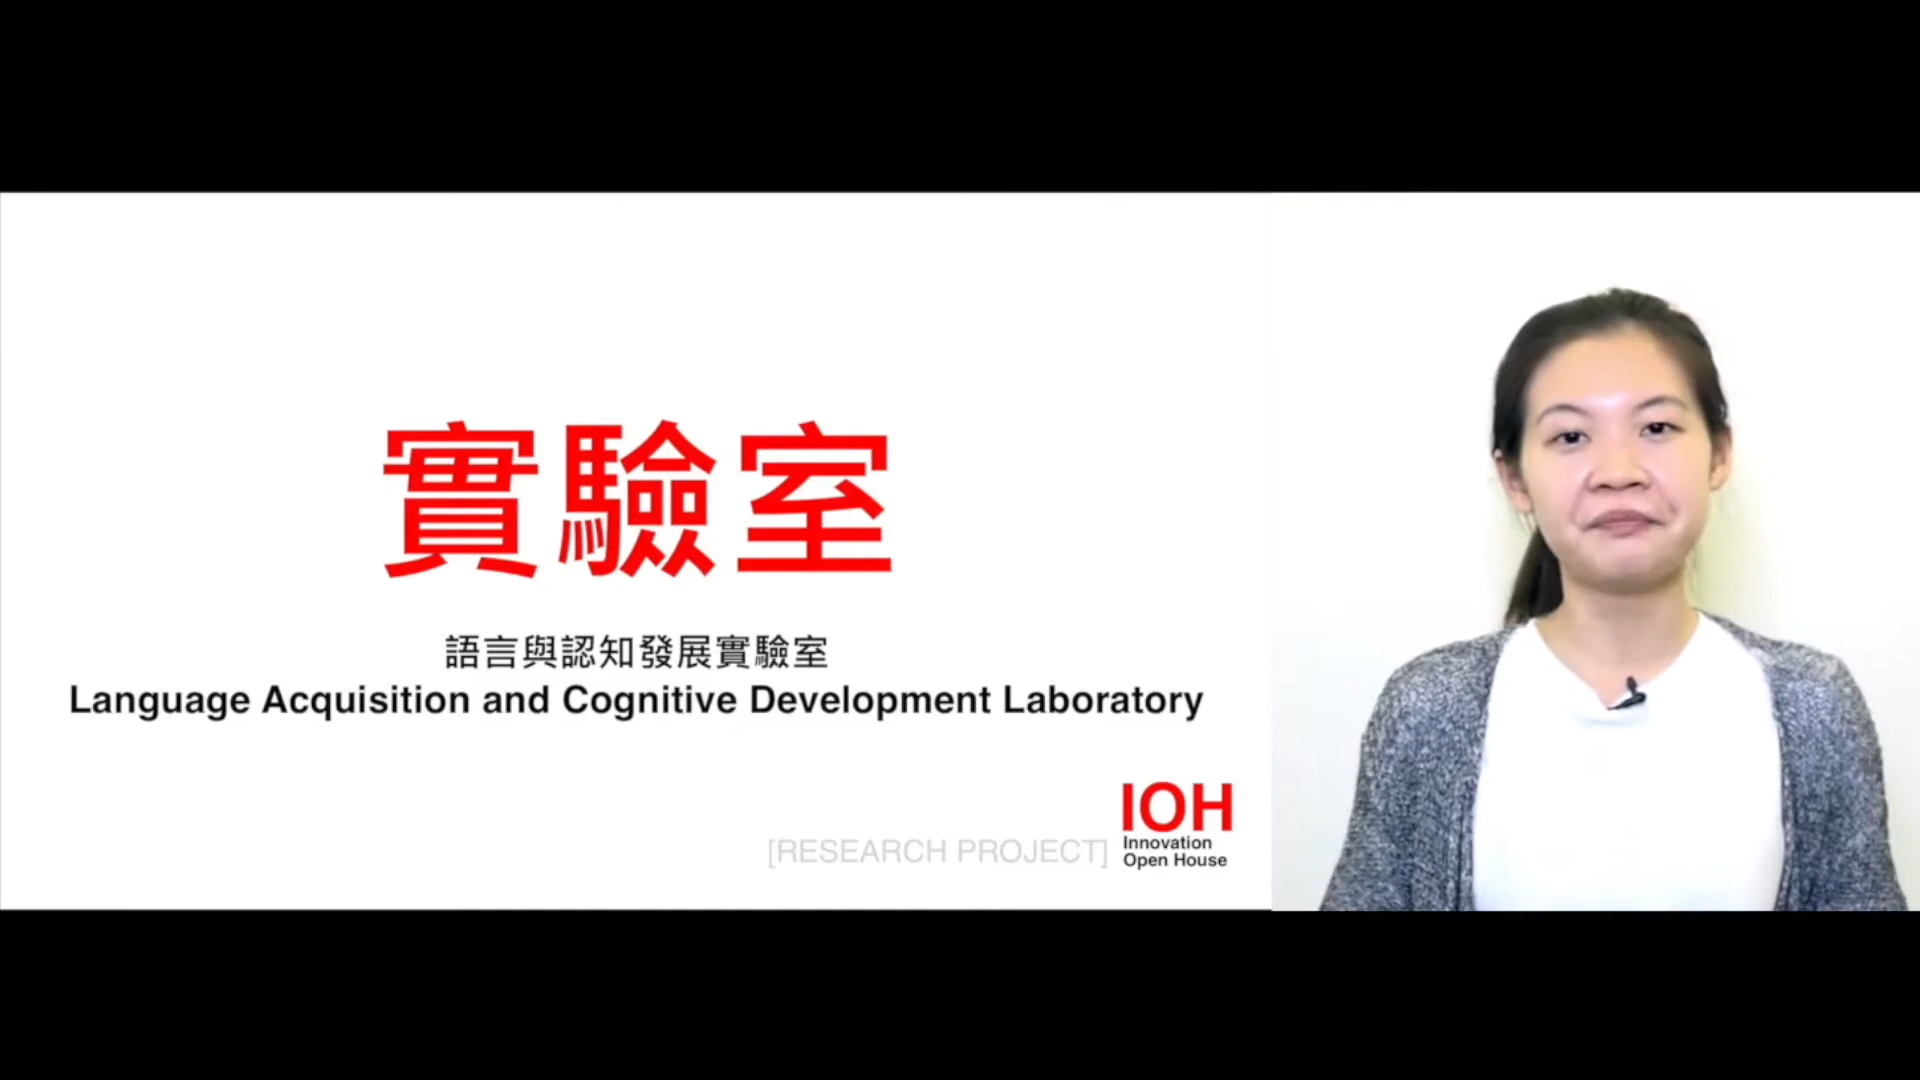 實驗室
語言與認知發展實驗室
Language Acquisition and Cognitive Development Laboratory
[RESEARCH PROJECT]
IOH
Innovation
Open House